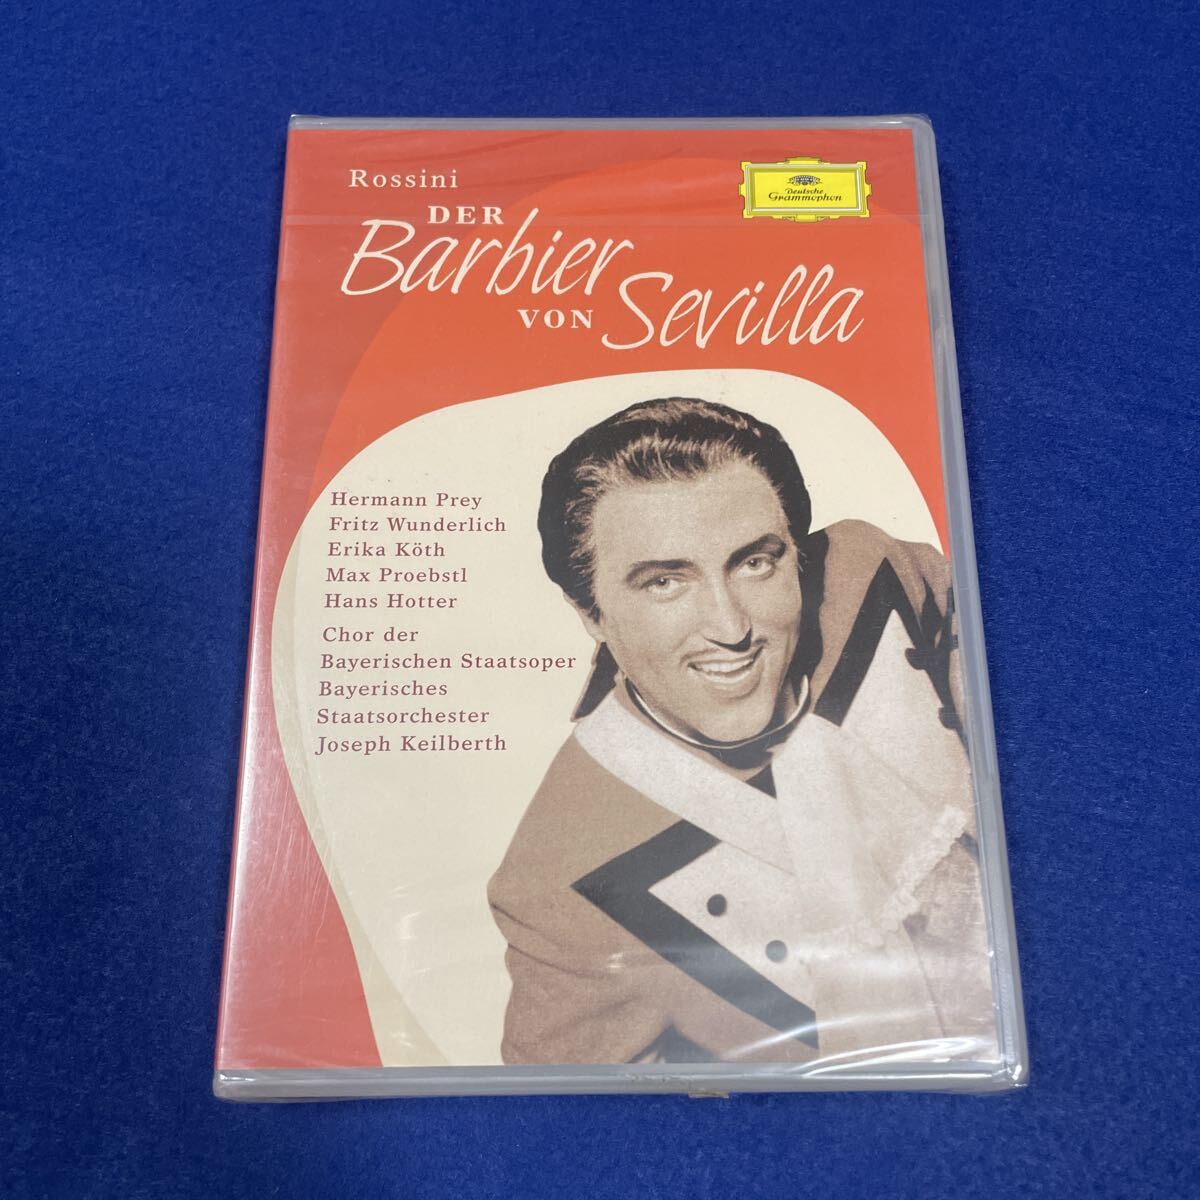 Rossini
DER
Barbier
VON Sevilla
Deutsche
Grammophon
Hermann Prey
Fritz Wunderlich
Erika Köth
Max Proebstl
Hans Hotter
Chor der
Bayerischen Staatsoper
Bayerisches
Staatsorchester
Joseph Keilberth